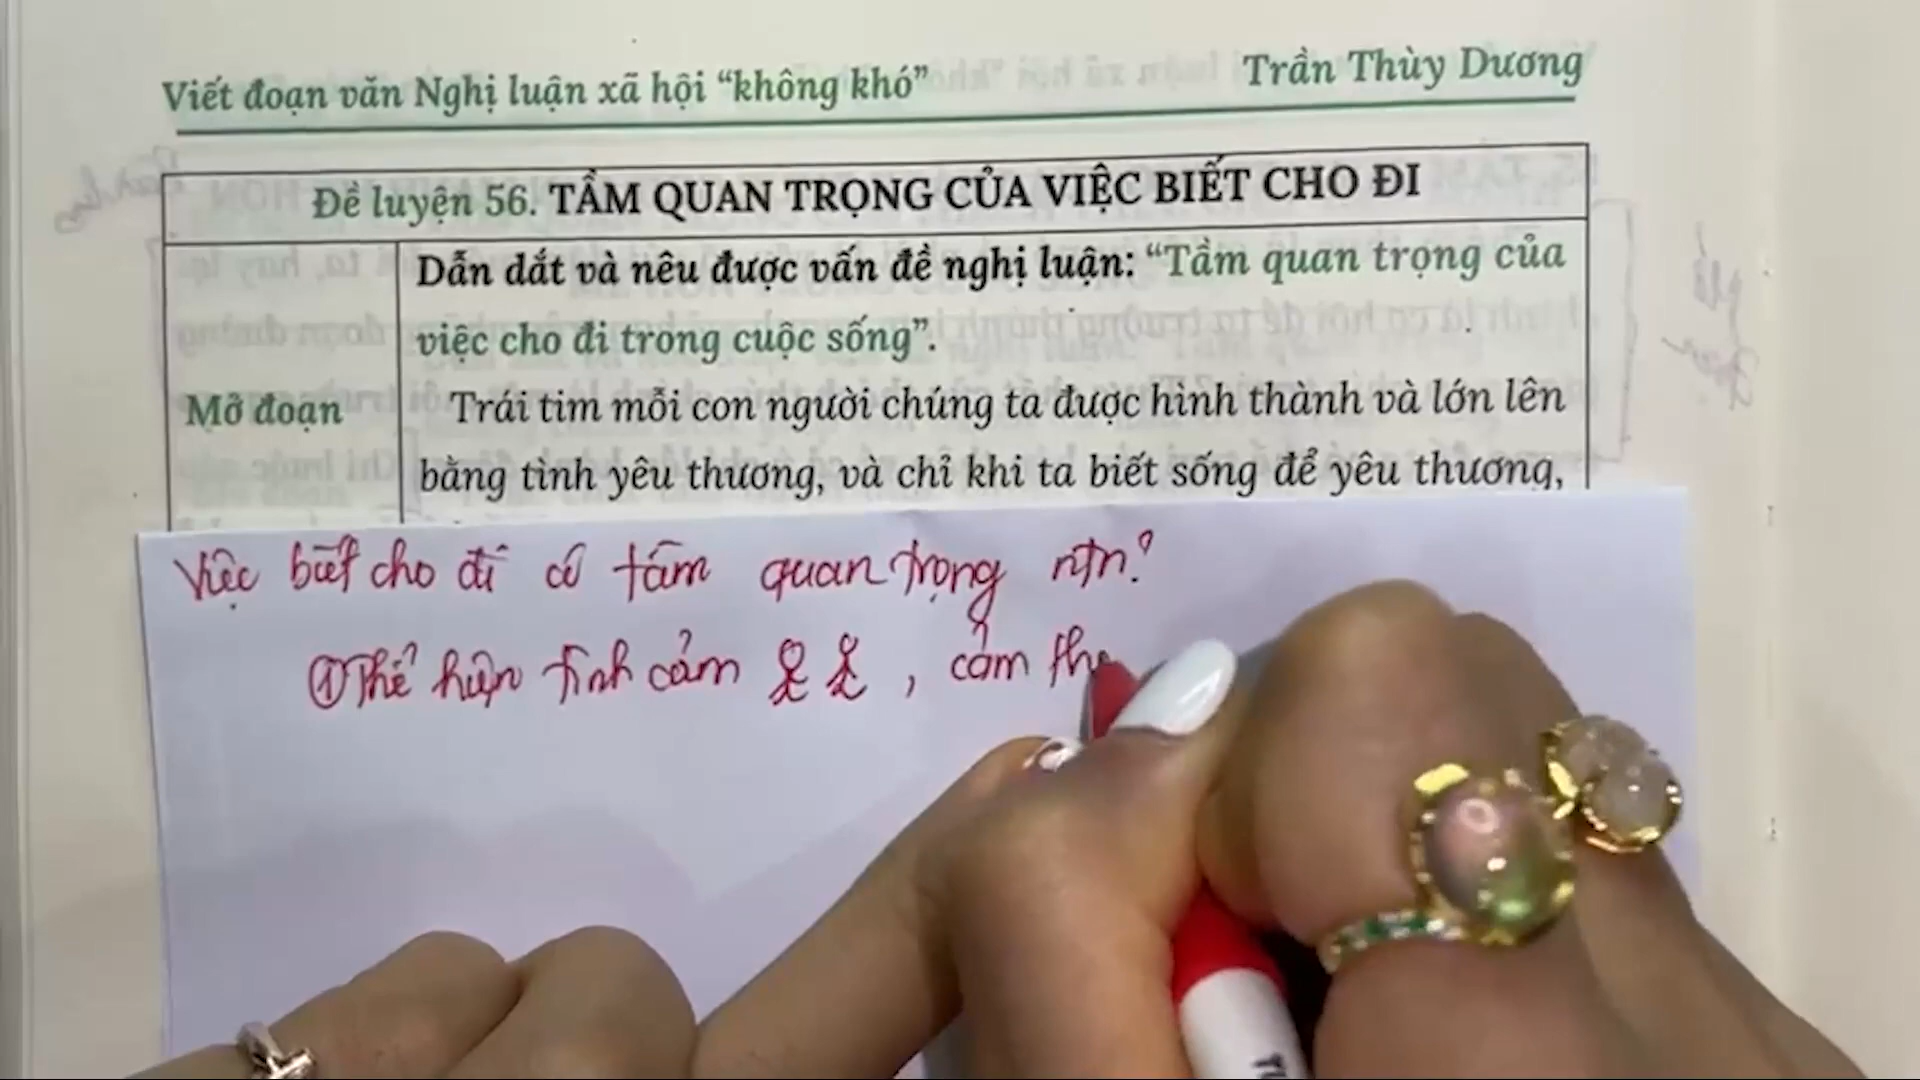 Viết đoạn văn Nghị luận xã hội “không khó” Trần Thùy Dương
Đề luyện 56. TẦM QUAN TRỌNG CỦA VIỆC BIẾT CHO ĐI
Dẫn dắt và nêu được vấn đề nghị luận: “Tầm quan trọng của
việc cho đi trong cuộc sống”.
Mở đoạn
Trái tim mỗi con người chúng ta được hình thành và lớn lên
bằng tình yêu thương, và chỉ khi ta biết sống để yêu thương,
Việc biết cho đi có tầm quan trọng ntn?
① Thể hiện tình cảm , cảm